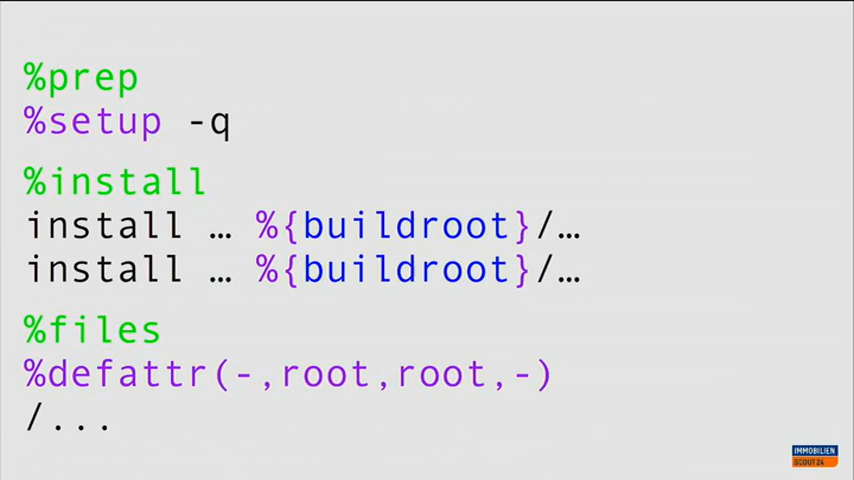 %prep
%setup -q
%install
install … %{buildroot}/…
install … %{buildroot}/…
%files
%defattr(-,root,root,-)
/...
IMMOBILIEN
SCOUT24